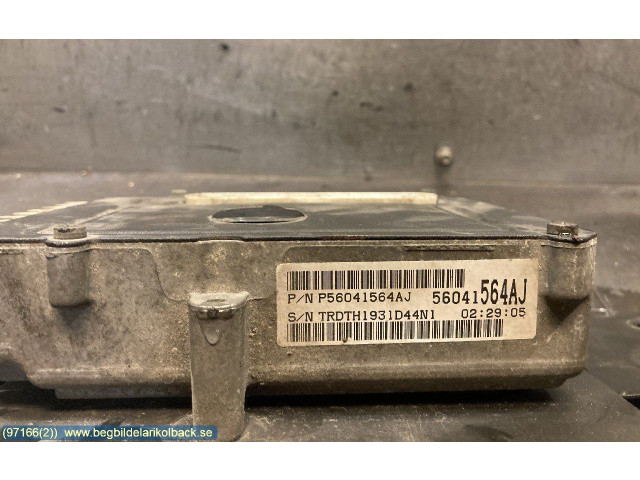 P/N P56041564AJ 56041564AJ
S/N TRDTH1931D44N1 02:29:05
(97166(2)) www.begbildelarikolback.se